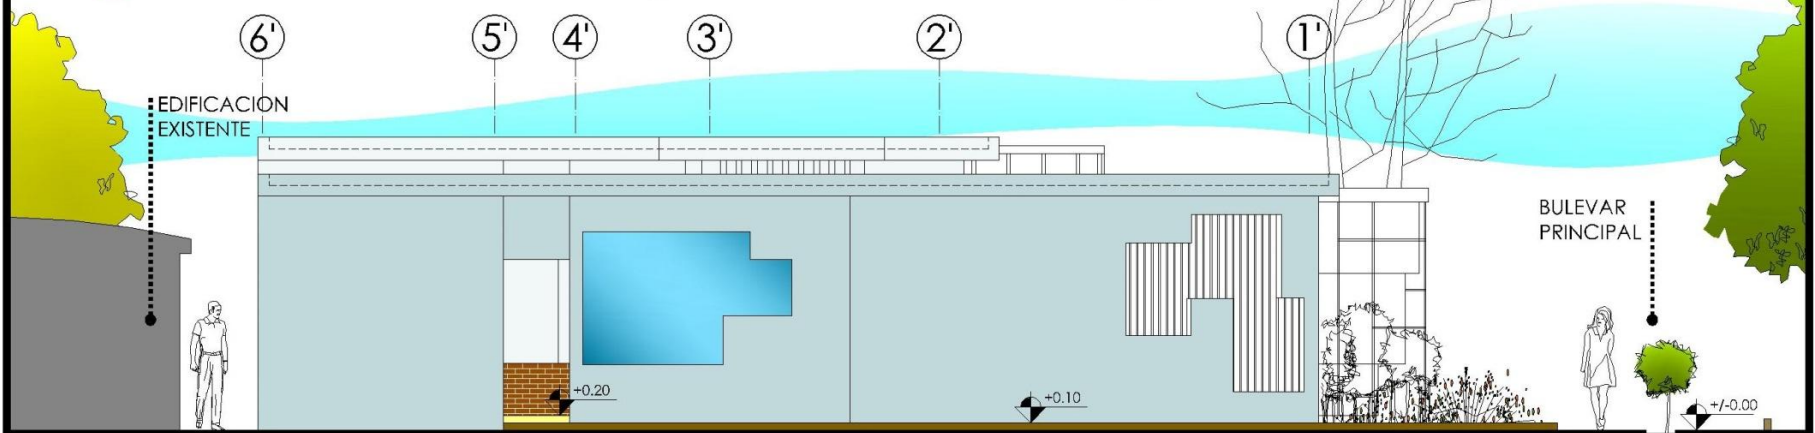 6' 5' 4' 3' 2' 1'
EDIFICACION
EXISTENTE
BULEVAR
PRINCIPAL
+0.20
+0.10
+/-0.00